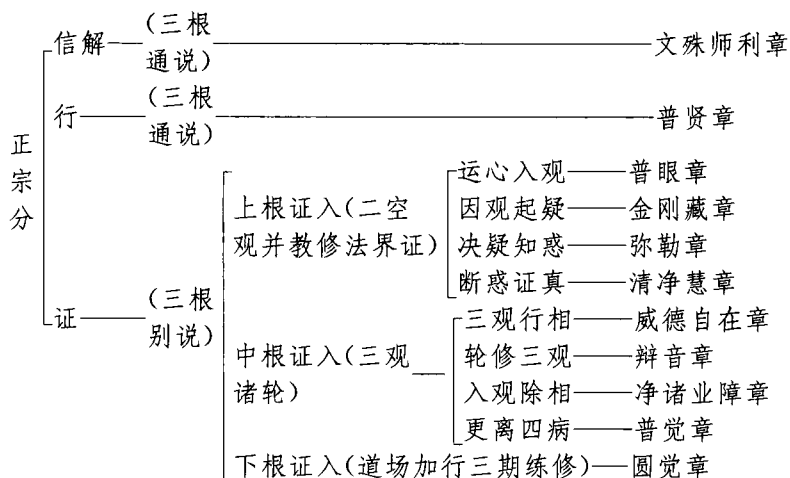 正宗分
信解
(三根通说)
文殊师利章
行
(三根通说)
普贤章
证
(三根别说)
上根证入(二空观并教修法界证)
运心入观
普眼章
因观起疑
金刚藏章
决疑知惑
弥勒章
断惑证真
清净慧章
中根证入(三观诸轮)
三观行相
威德自在章
轮修三观
辩音章
入观除相
净诸业障章
更离四病
普觉章
下根证入(道场加行三期练修)
圆觉章